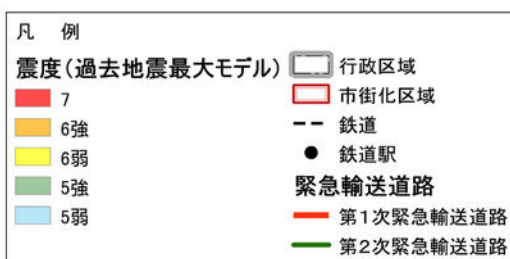 凡 例
震度(過去地震最大モデル)
7
6強
6弱
5強
5弱
行政区域
市街化区域
鉄道
鉄道駅
緊急輸送道路
第1次緊急輸送道路
第2次緊急輸送道路